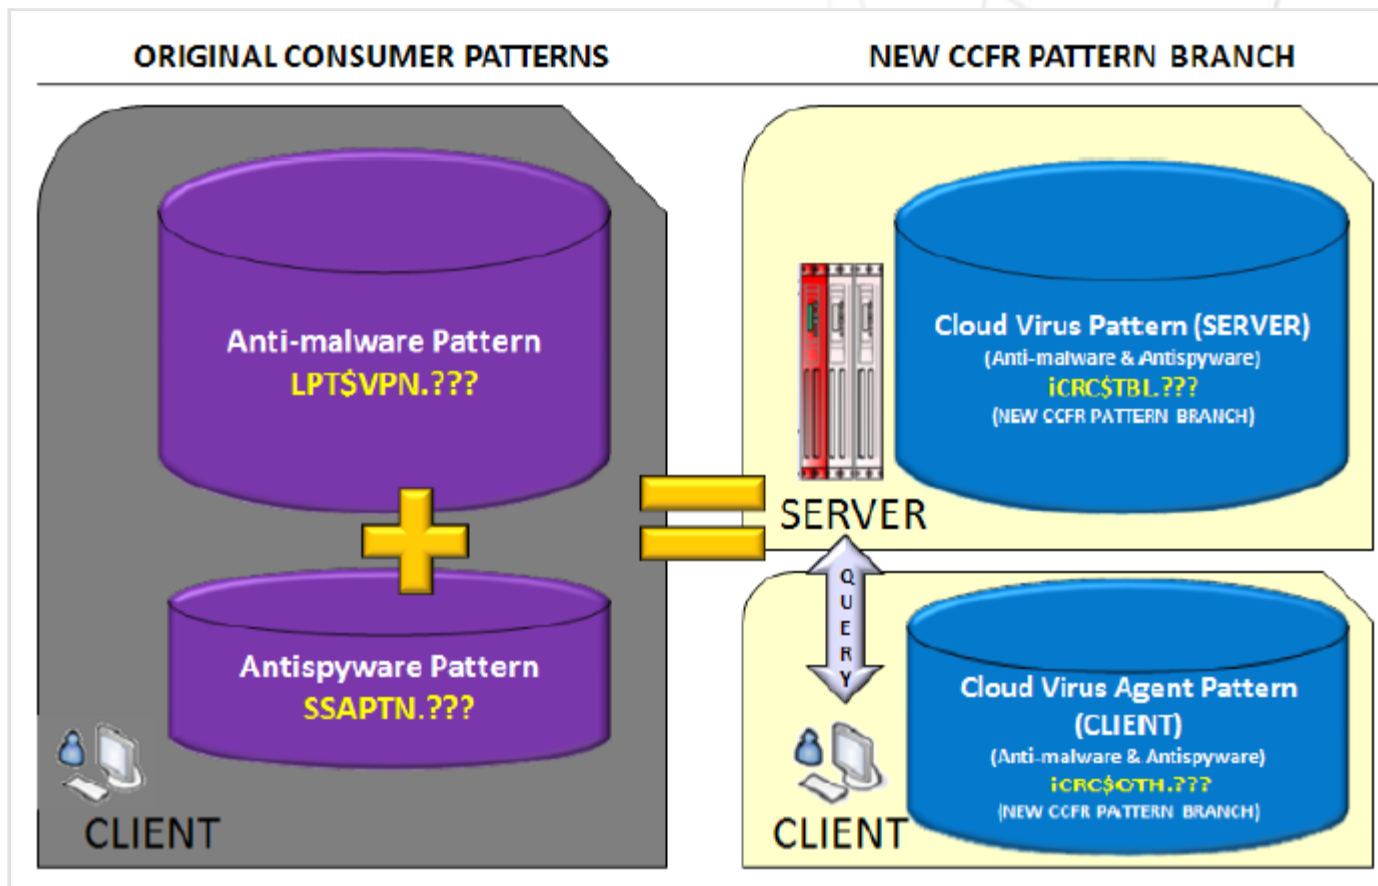 ORIGINAL CONSUMER PATTERNS
Anti-malware Pattern
LPT$VPN.???
Antispyware Pattern
SSAPTN.???
CLIENT
NEW CCFR PATTERN BRANCH
Cloud Virus Pattern (SERVER)
(Anti-malware & Antispyware)
iCRC$TBL.???
(NEW CCFR PATTERN BRANCH)
SERVER
QUERY
Cloud Virus Agent Pattern
(CLIENT)
(Anti-malware & Antispyware)
iCRC$OTH.???
(NEW CCFR PATTERN BRANCH)
CLIENT